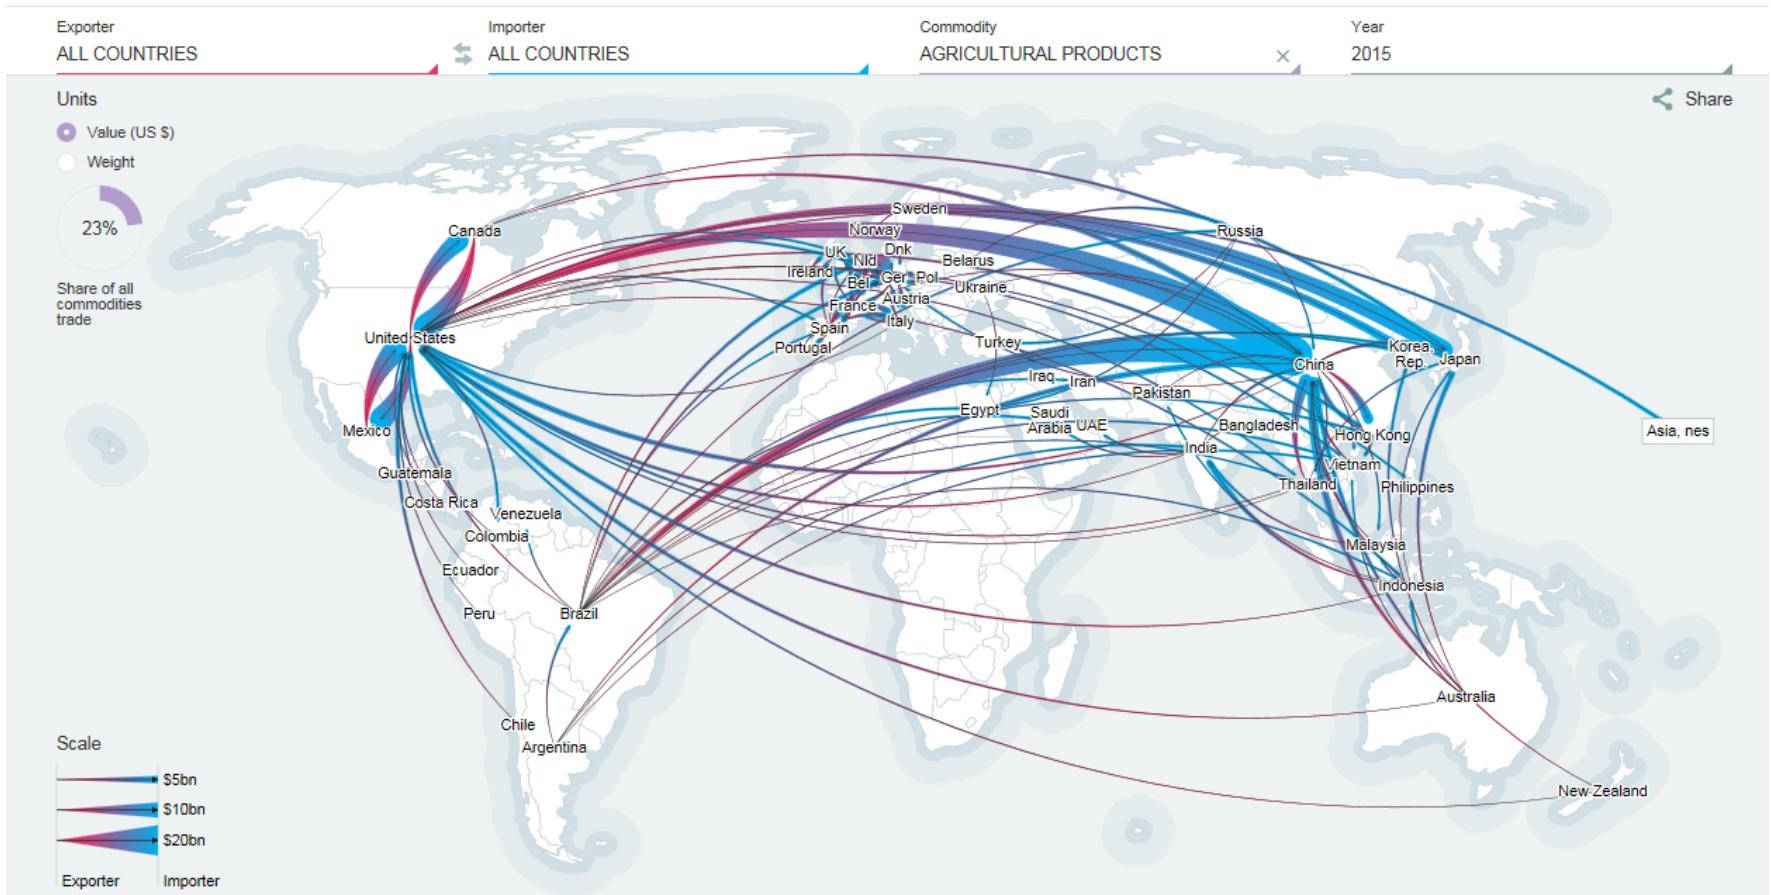 Exporter
ALL COUNTRIES
Importer
ALL COUNTRIES
Commodity
AGRICULTURAL PRODUCTS
Year
2015
Units
Value (US $)
Weight
23%
Share of all
commodities
trade
Share
Canada
United States
Mexico
Guatemala
Costa Rica
Venezuela
Colombia
Ecuador
Peru
Brazil
Chile
Argentina
Sweden
Norway
UK
Nld
Dnk
Ireland
Bel
Ger
Pol
Belarus
Ukraine
France
Austria
Spain
Italy
Portugal
Turkey
Russia
Iraq
Iran
Egypt
Saudi
Arabia
UAE
Pakistan
Bangladesh
India
China
Korea,
Rep.
Japan
Hong Kong
Vietnam
Thailand
Philippines
Malaysia
Indonesia
Asia, nes
Australia
New Zealand
Scale
$5bn
$10bn
$20bn
Exporter
Importer